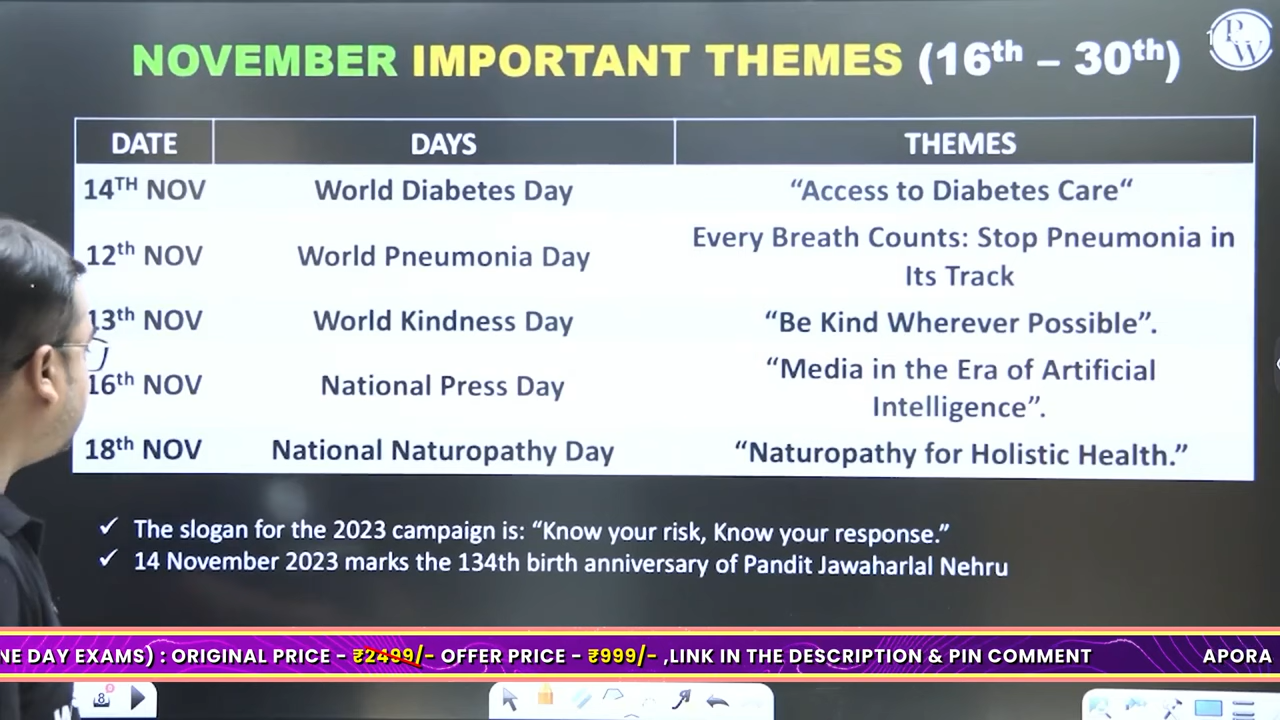 NOVEMBER IMPORTANT THEMES (16th – 30th)
PW
DATE DAYS THEMES
14TH NOV World Diabetes Day “Access to Diabetes Care“
12th NOV World Pneumonia Day Every Breath Counts: Stop Pneumonia in
Its Track
13th NOV World Kindness Day “Be Kind Wherever Possible”.
16th NOV National Press Day “Media in the Era of Artificial
Intelligence”.
18th NOV National Naturopathy Day “Naturopathy for Holistic Health.”
✓ The slogan for the 2023 campaign is: “Know your risk, Know your response.”
✓ 14 November 2023 marks the 134th birth anniversary of Pandit Jawaharlal Nehru
NE DAY EXAMS) : ORIGINAL PRICE - ₹2499/- OFFER PRICE - ₹999/- ,LINK IN THE DESCRIPTION & PIN COMMENT APORA
8